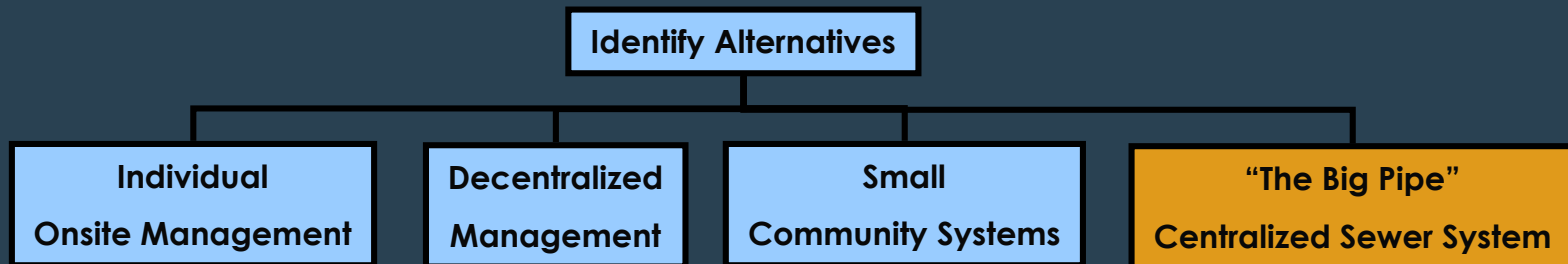 Identify Alternatives
Individual
Onsite Management
Decentralized
Management
Small
Community Systems
“The Big Pipe”
Centralized Sewer System